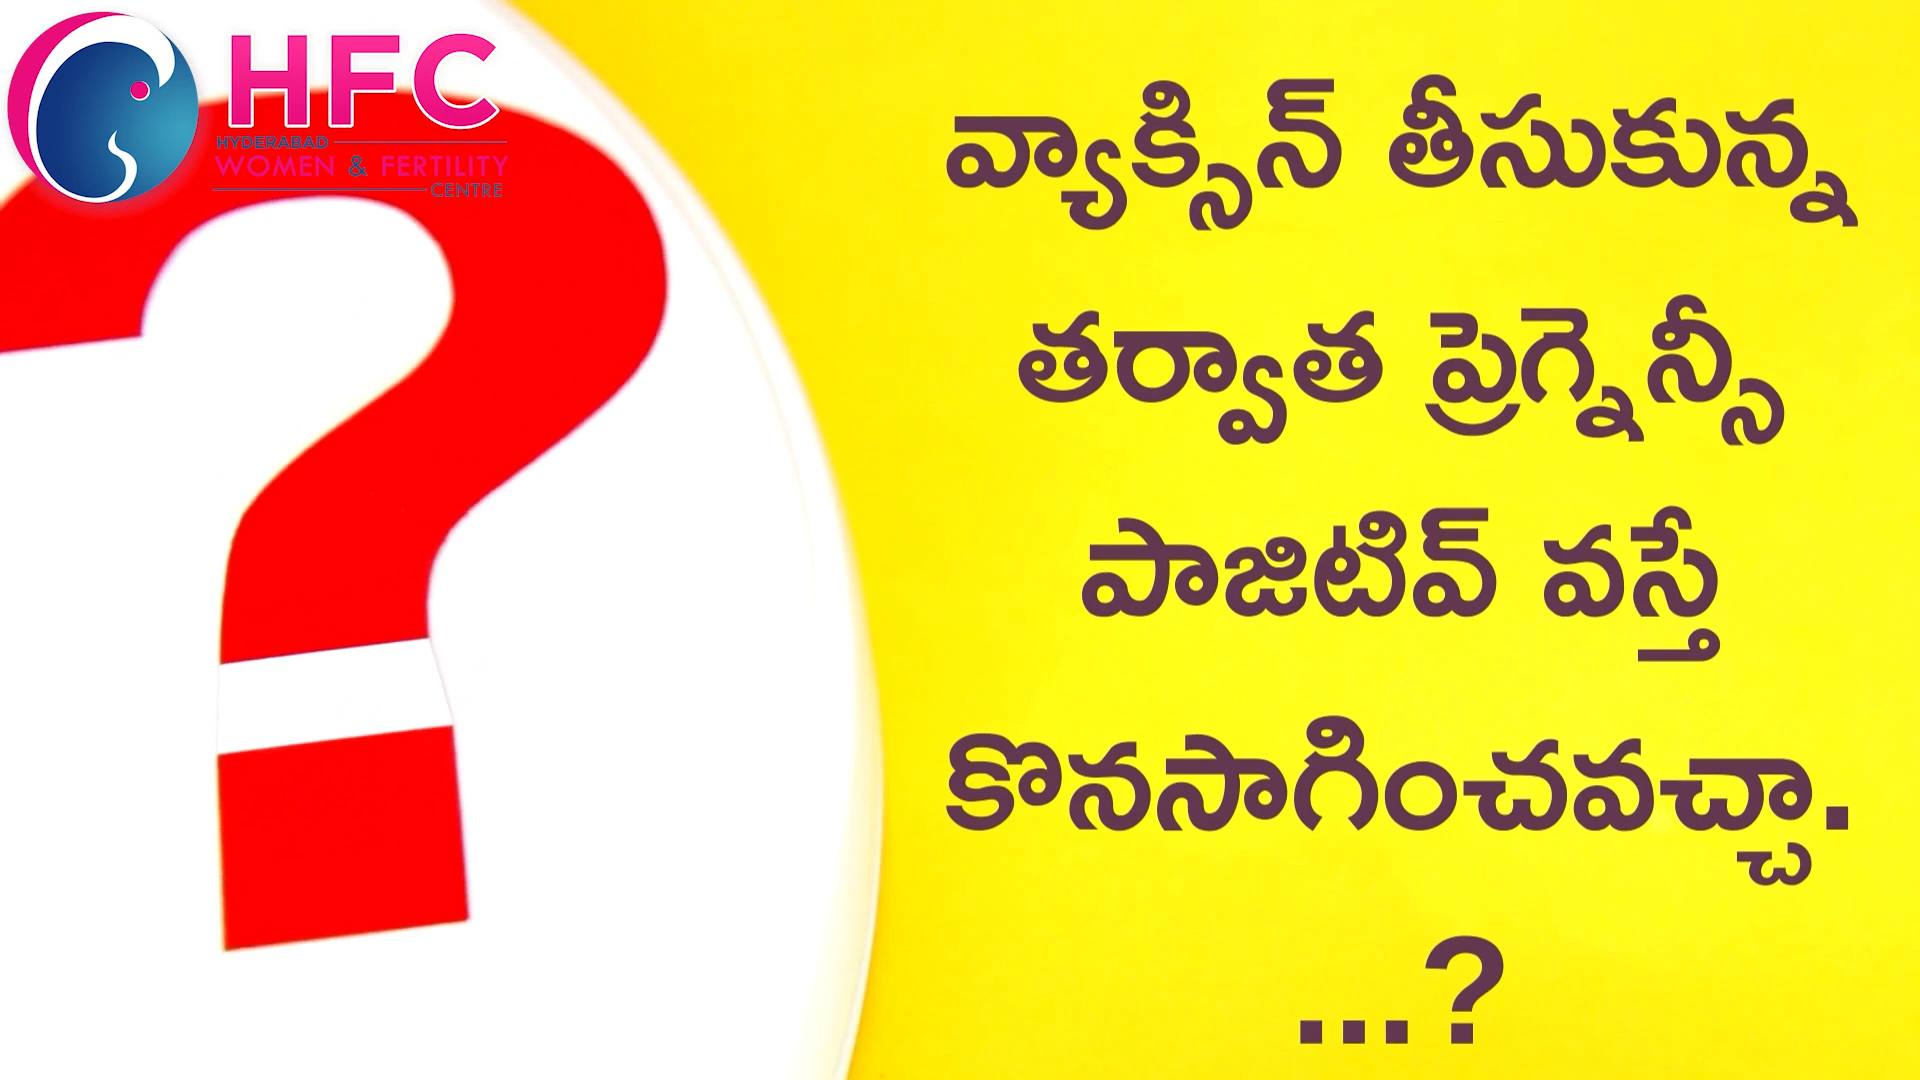 HFC
HYDERABAD
WOMEN & FERTILITY
CENTRE
వ్యాక్సిన్ తీసుకున్న
తర్వాత ప్రెగ్నెన్సీ
పాజిటివ్ వస్తే
కొనసాగించవచ్చా.
...?